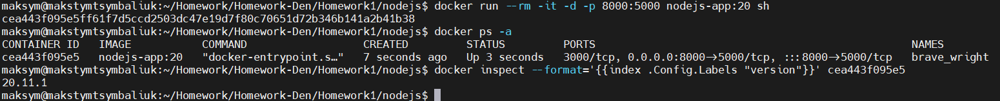 maksym@makstymtsymbaliuk:~/Homework/Homework-Den/Homework1/nodejs$ docker run --rm -it -d -p 8000:5000 nodejs-app:20 sh
cea443f095e5ff61f7d5ccd2503dc47e19d7f80c70651d72b346b141a2b41b38
maksym@makstymtsymbaliuk:~/Homework/Homework-Den/Homework1/nodejs$ docker ps -a
CONTAINER ID   IMAGE           COMMAND                  CREATED         STATUS         PORTS                                                 NAMES
cea443f095e5   nodejs-app:20   "docker-entrypoint.s…"   7 seconds ago   Up 3 seconds   3000/tcp, 0.0.0.0:8000->5000/tcp, :::8000->5000/tcp   brave_wright
maksym@makstymtsymbaliuk:~/Homework/Homework-Den/Homework1/nodejs$ docker inspect --format='{{index .Config.Labels "version"}}' cea443f095e5
20.11.1
maksym@makstymtsymbaliuk:~/Homework/Homework-Den/Homework1/nodejs$